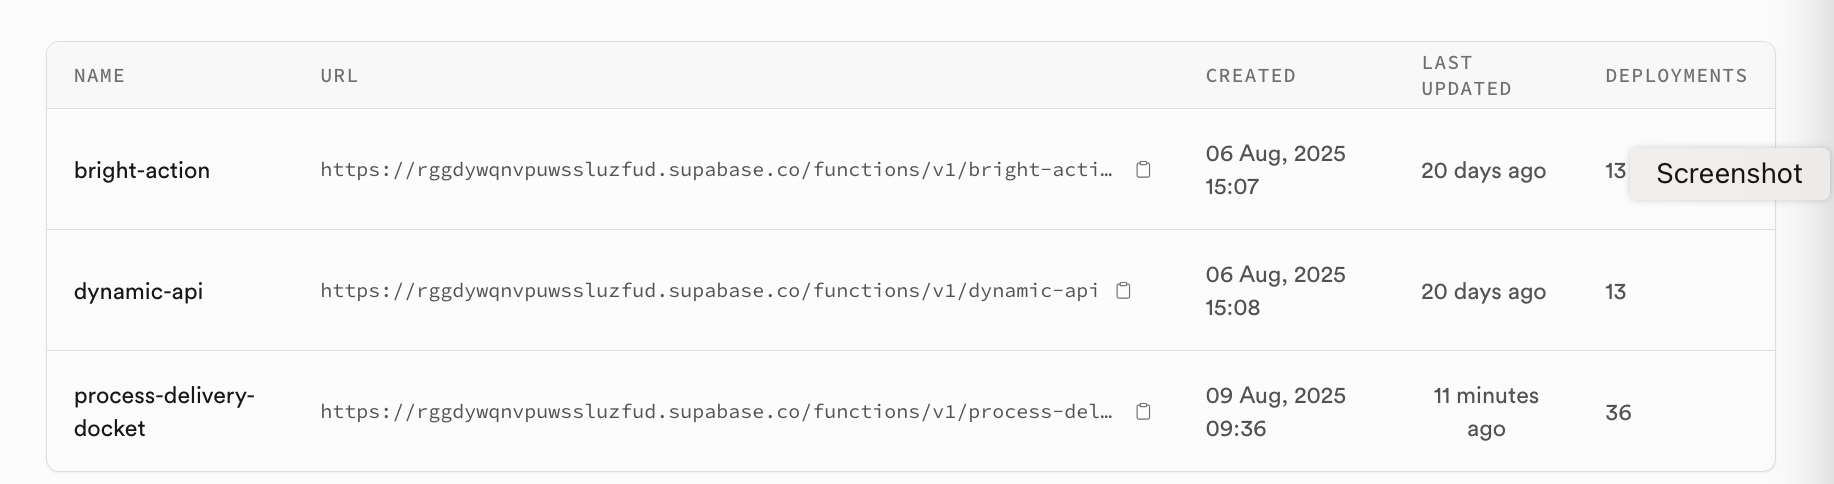 NAME URL CREATED LAST UPDATED DEPLOYMENTS
bright-action https://rggdywqnvpuwssluzfud.supabase.co/functions/v1/bright-acti… 06 Aug, 2025 15:07 20 days ago 13
Screenshot
dynamic-api https://rggdywqnvpuwssluzfud.supabase.co/functions/v1/dynamic-api 06 Aug, 2025 15:08 20 days ago 13
process-delivery-docket https://rggdywqnvpuwssluzfud.supabase.co/functions/v1/process-del… 09 Aug, 2025 09:36 11 minutes ago 36